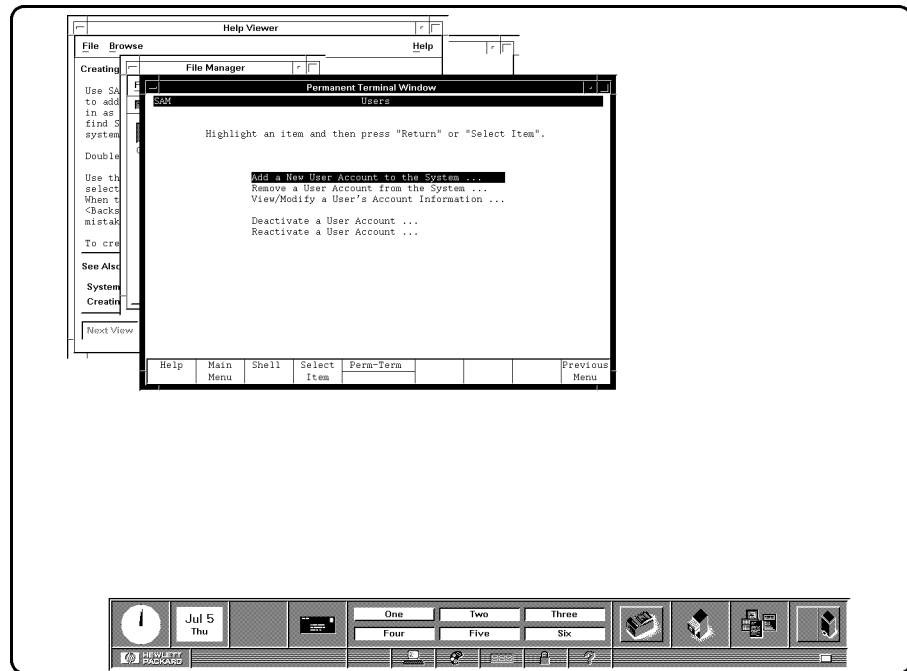 Help Viewer
File Browse Help
Creating
File Manager
Permanent Terminal Window
SAM Users
Use SA
to add
in as
find S
system
Highlight an item and then press "Return" or "Select Item".
Double
Use th
select
When t
<Backs
mistak
To cre
Add a New User Account to the System ...
Remove a User Account from the System ...
View/Modify a User's Account Information ...
Deactivate a User Account ...
Reactivate a User Account ...
See Also
System
Creatin
Next View
Help Main Menu Shell Select Item Perm-Term Previous Menu
Jul 5
Thu
One Two Three
Four Five Six
HEWLETT
PACKARD